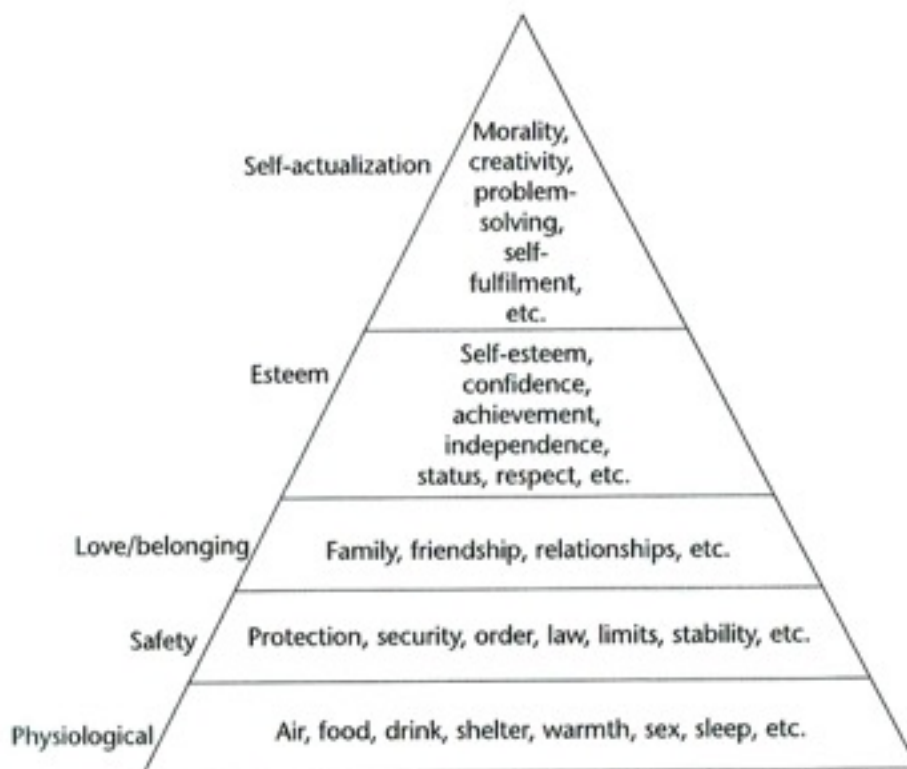 Self-actualization
Morality,
creativity,
problem-
solving,
self-
fulfilment,
etc.
Esteem
Self-esteem,
confidence,
achievement,
independence,
status, respect, etc.
Love/belonging
Family, friendship, relationships, etc.
Safety
Protection, security, order, law, limits, stability, etc.
Physiological
Air, food, drink, shelter, warmth, sex, sleep, etc.